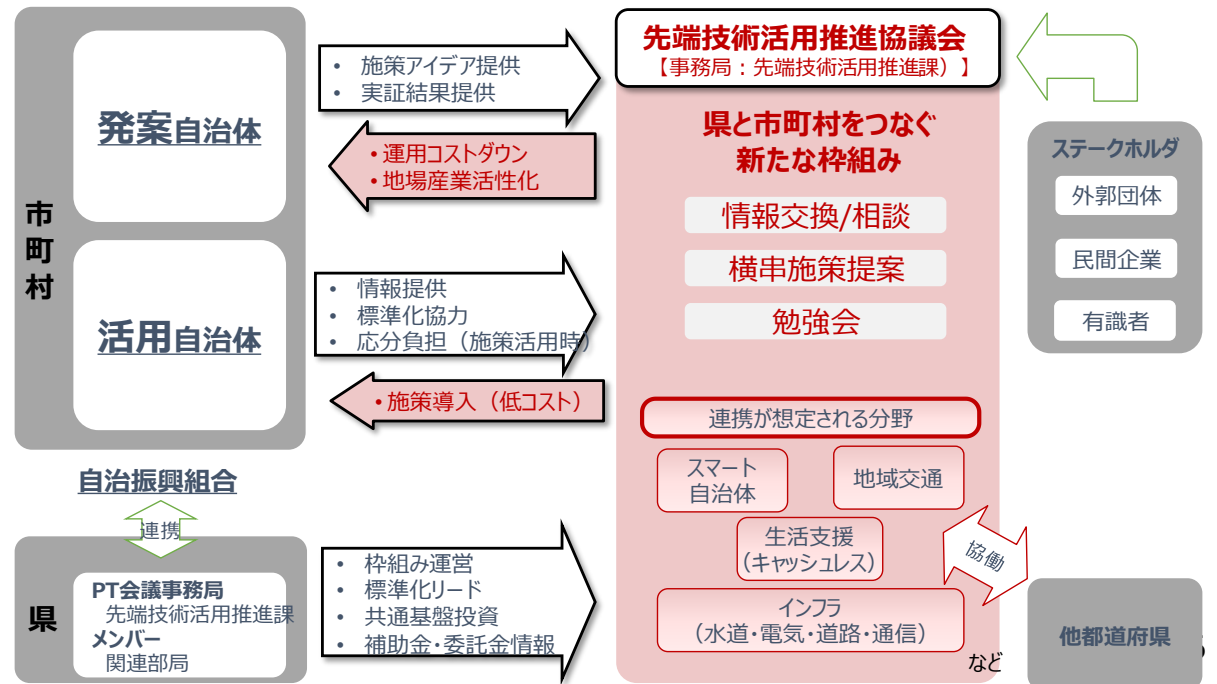 市
町
村
発案自治体
活用自治体
・ 施策アイデア提供
・ 実証結果提供
・運用コストダウン
・地場産業活性化
・ 情報提供
・ 標準化協力
・ 応分負担（施策活用時）
・施策導入（低コスト）
自治振興組合
連携
県
PT会議事務局
先端技術活用推進課
メンバー
関連部局
・ 枠組み運営
・ 標準化リード
・ 共通基盤投資
・ 補助金・委託金情報
先端技術活用推進協議会
【事務局：先端技術活用推進課）】
県と市町村をつなぐ
新たな枠組み
情報交換/相談
横串施策提案
勉強会
連携が想定される分野
スマート
自治体
地域交通
生活支援
(キャッシュレス)
インフラ
（水道・電気・道路・通信）
など
ステークホルダ
外郭団体
民間企業
有識者
協働
他都道府県